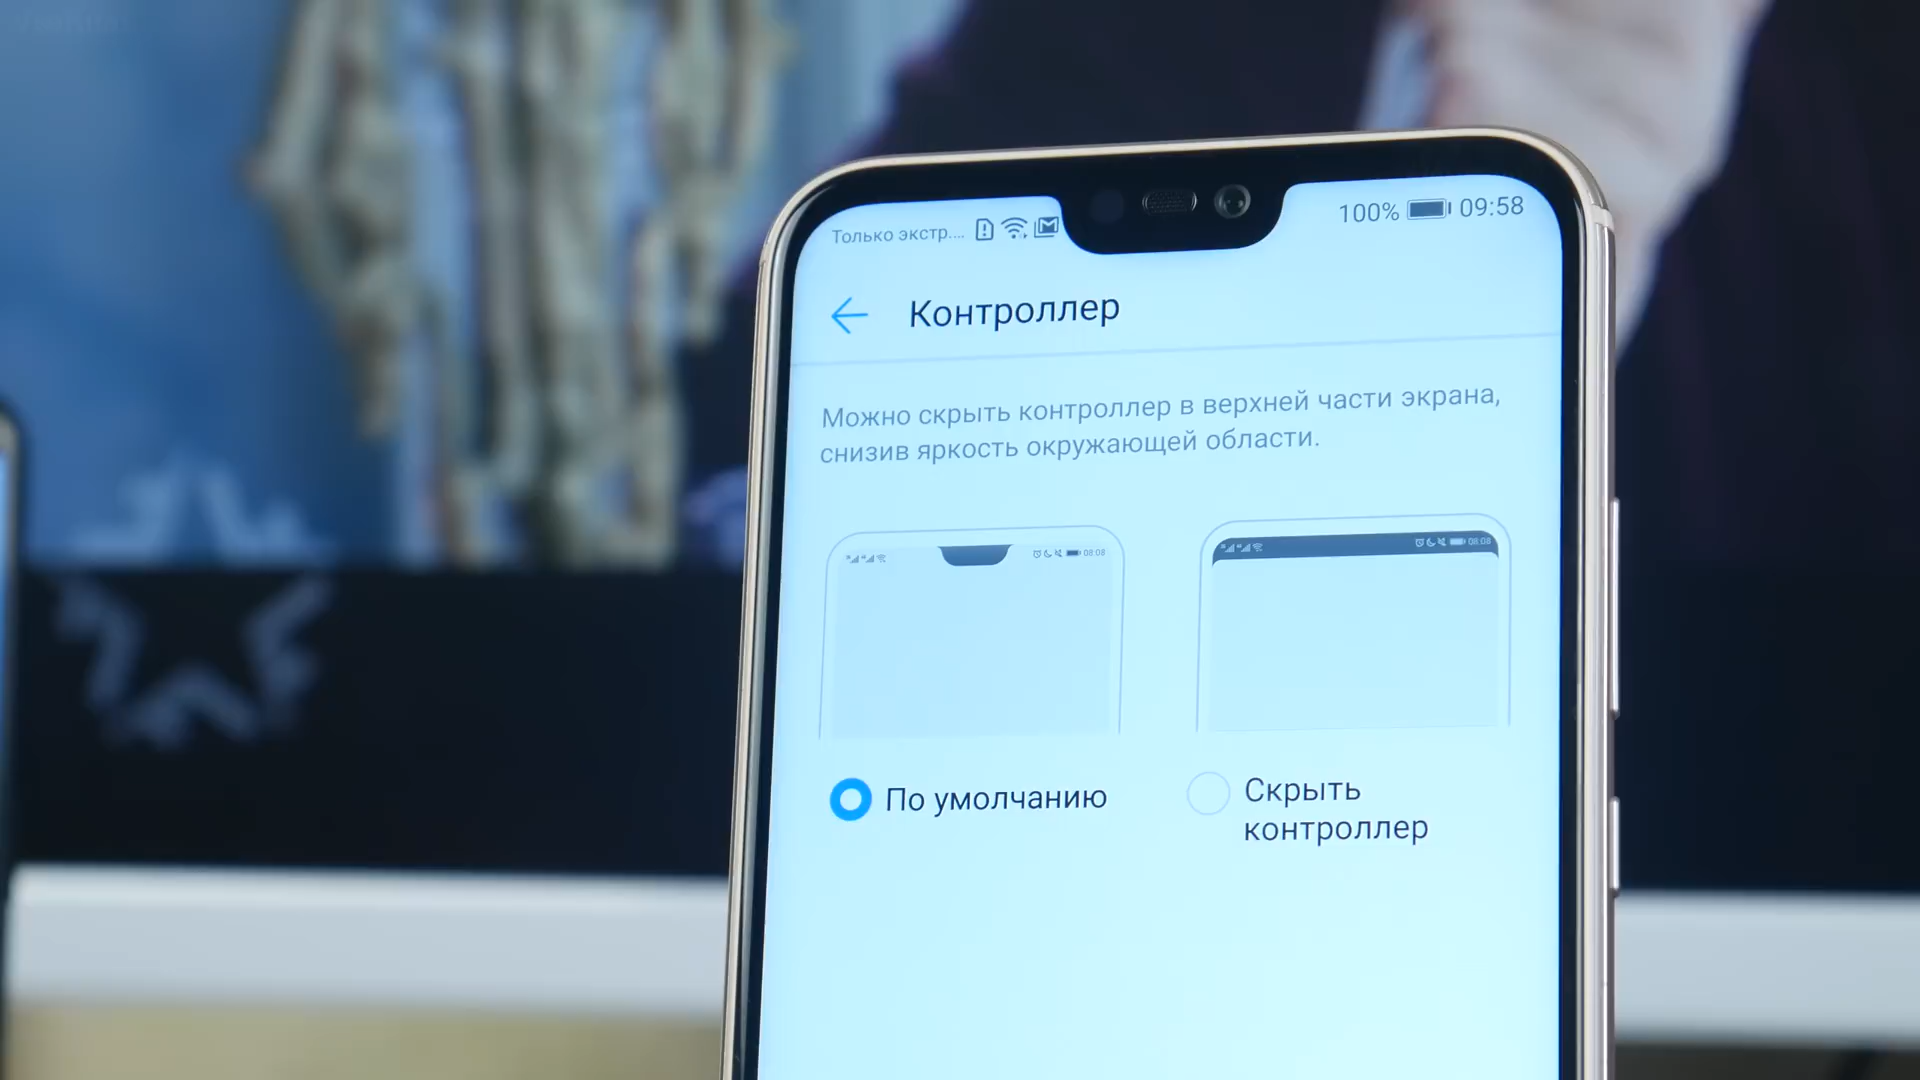 Только экстр....
100% 09:58
Контроллер
Можно скрыть контроллер в верхней части экрана,
снизив яркость окружающей области.
08:08
08:08
По умолчанию
Скрыть
контроллер